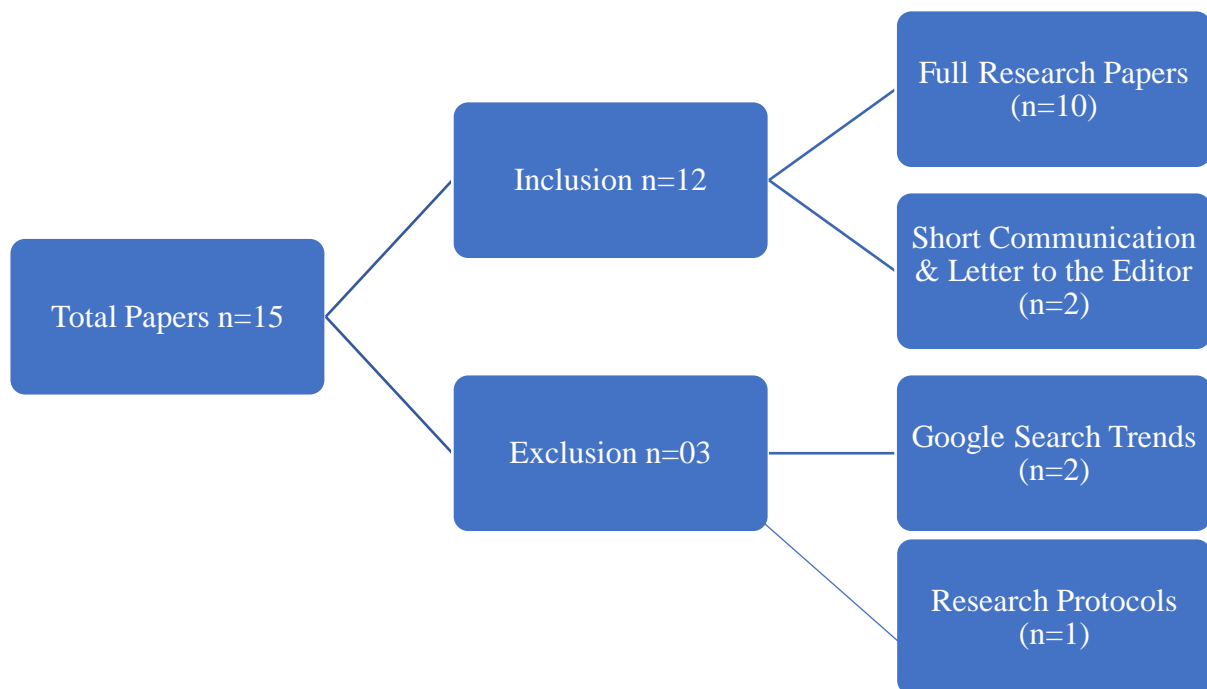 Total Papers n=15
Inclusion n=12
Exclusion n=03
Full Research Papers
(n=10)
Short Communication
& Letter to the Editor
(n=2)
Google Search Trends
(n=2)
Research Protocols
(n=1)